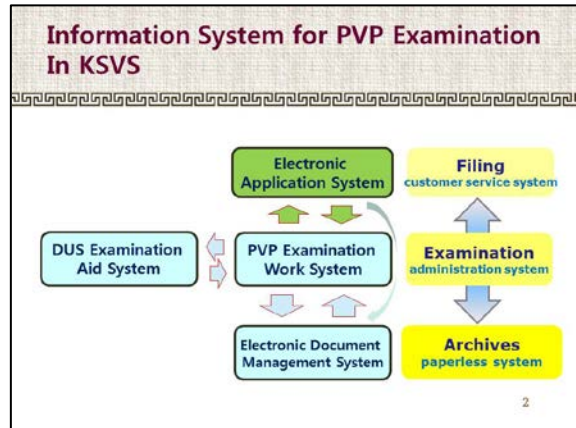 Information System for PVP Examination
In KSVS
Electronic
Application System
Filing
customer service system
DUS Examination
Aid System
PVP Examination
Work System
Examination
administration system
Electronic Document
Management System
Archives
paperless system
2